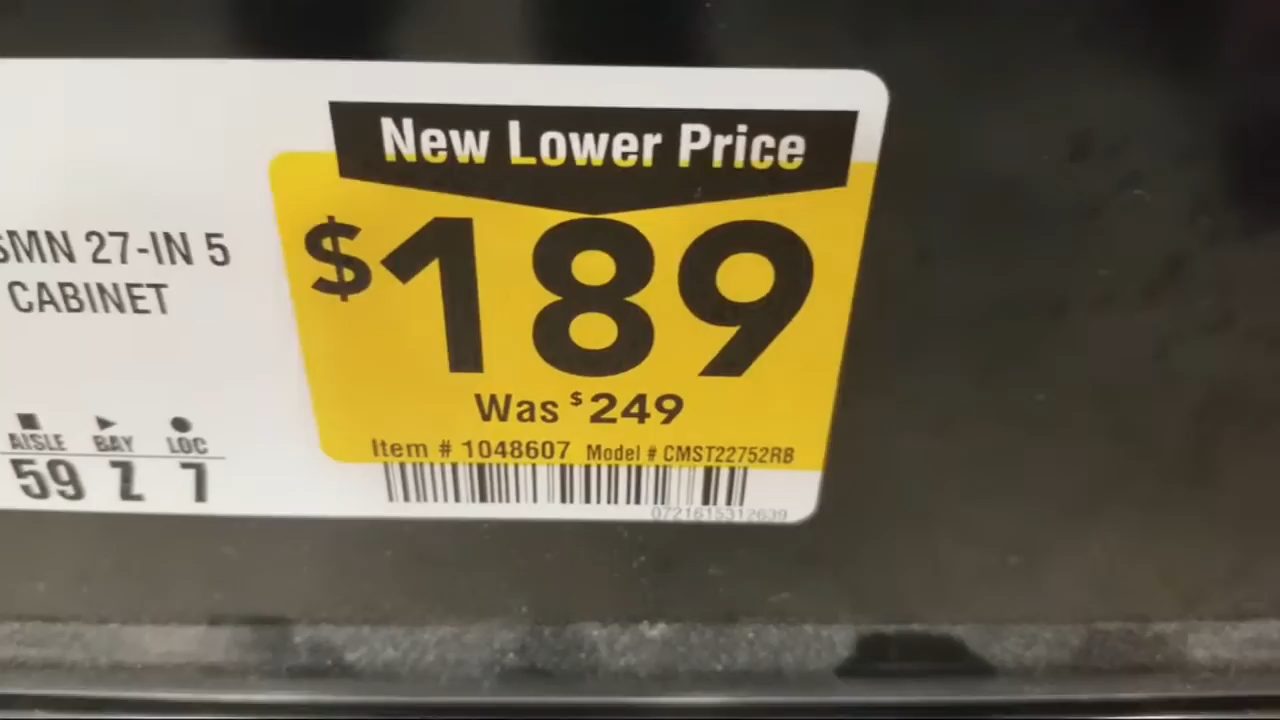 New Lower Price
$189
Was $249
Item # 1048607 Model # CMST22752RB
0721615312639
SMN 27-IN 5
CABINET
AISLE BAY LOC
59 Z 7